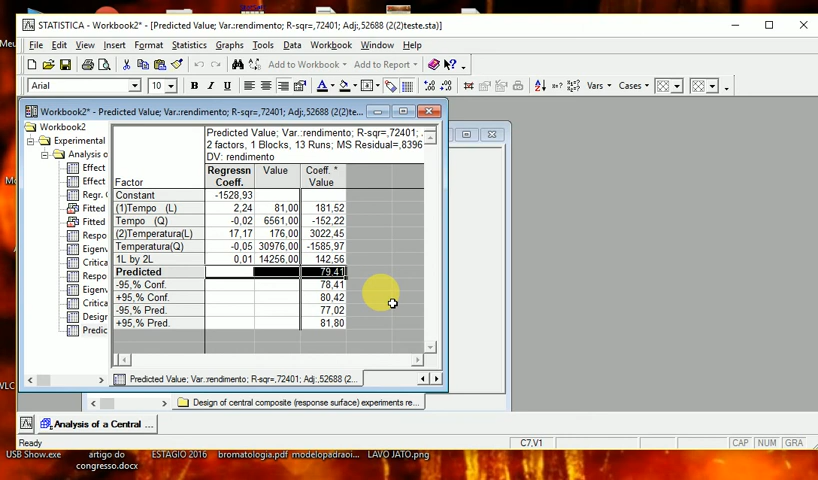 STATISTICA - Workbook2* - [Predicted Value; Var.:rendimento; R-sqr=,72401; Adj:,52688 (2(2)teste.sta)]
File Edit View Insert Format Statistics Graphs Tools Data Workbook Window Help
Add to Workbook Add to Report
Arial 10 B I U Vars Cases
Workbook2* - Predicted Value; Var.:rendimento; R-sqr=,72401; Adj:,52688 (2(2)te...
Workbook2
Experimental
Analysis o
Effect
Effect
Regr. C
Fitted
Fitted
Respo
Eigenv
Critica
Respo
Eigenv
Critica
Design
Predic
Predicted Value; Var.:rendimento; R-sqr=,72401;
2 factors, 1 Blocks, 13 Runs; MS Residual=,8396
DV: rendimento
Factor Regressn Coeff. Value Coeff. * Value
Constant -1528,93
(1)Tempo (L) 2,24 81,00 181,52
Tempo (Q) -0,02 6561,00 -152,22
(2)Temperatura(L) 17,17 176,00 3022,45
Temperatura(Q) -0,05 30976,00 -1585,97
1L by 2L 0,01 14256,00 142,56
Predicted 79,41
-95,% Conf. 78,41
+95,% Conf. 80,42
-95,% Pred. 77,02
+95,% Pred. 81,80
Predicted Value; Var.:rendimento; R-sqr=,72401; Adj:,52688 (2...
Design of central composite (response surface) experiments re...
Analysis of a Central ...
Ready C7,V1 CAP NUM GRA
USB Show.exe artigo do congresso.docx ESTAGIO 2016 bromatologia.pdf modelopadraoi... LAVO JATO.png